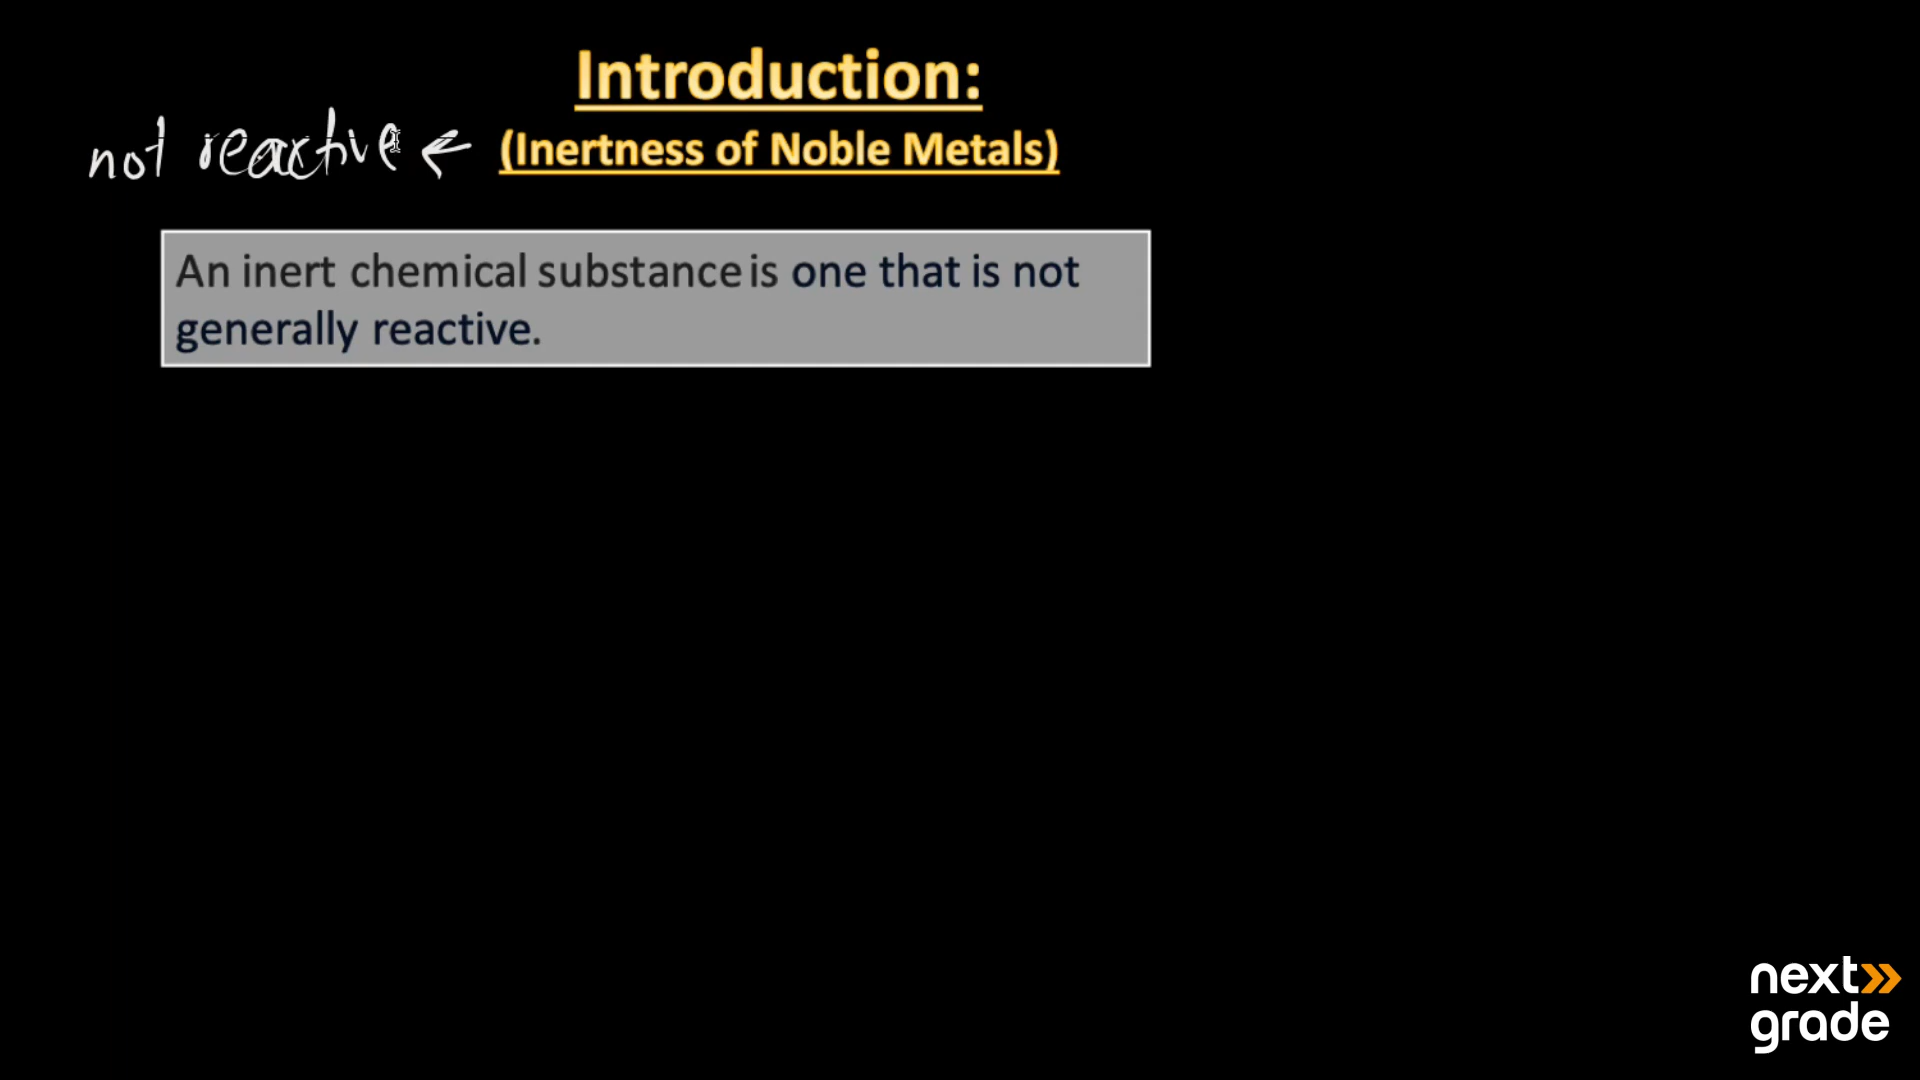 Introduction:
not reactive ← (Inertness of Noble Metals)
An inert chemical substance is one that is not
generally reactive.
next
grade